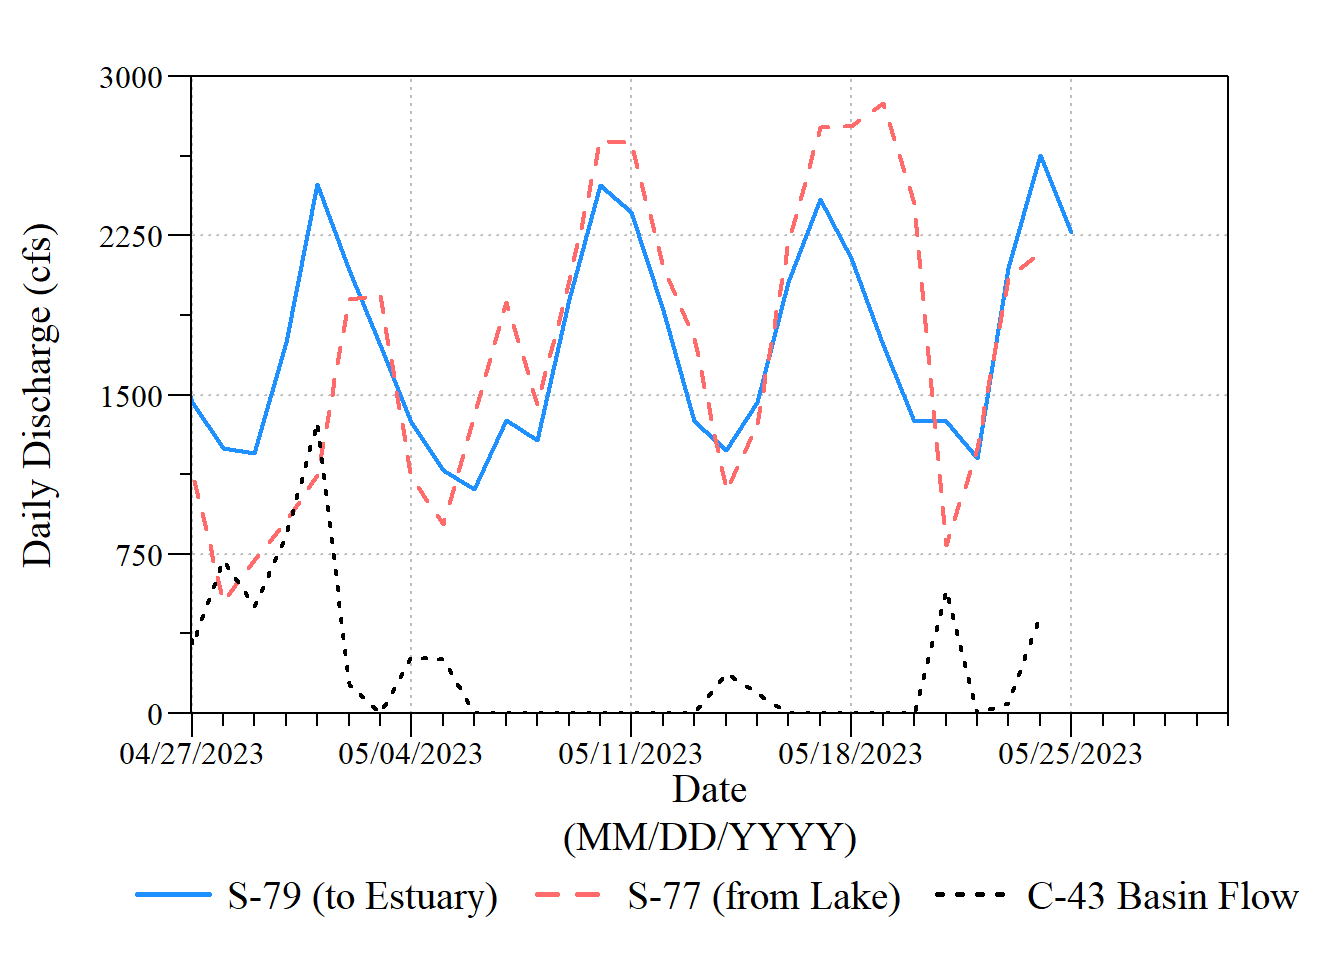 Daily Discharge (cfs)
3000
2250
1500
750
0
04/27/2023 05/04/2023 05/11/2023 05/18/2023 05/25/2023
Date
(MM/DD/YYYY)
S-79 (to Estuary) S-77 (from Lake) C-43 Basin Flow